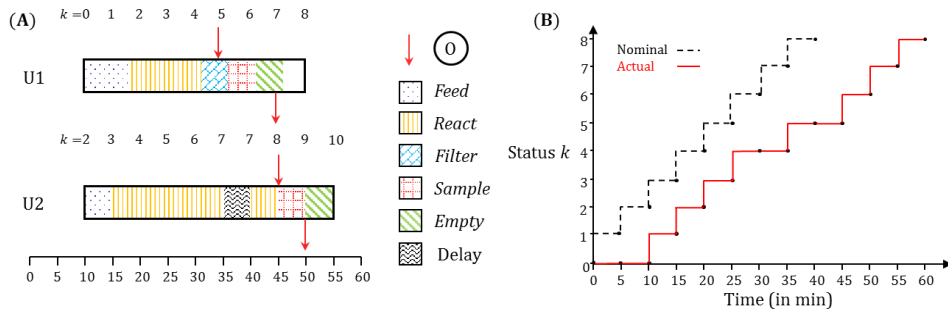 (A)
k=0 1 2 3 4 5 6 7 8
U1
k=2 3 4 5 6 7 7 8 9 10
U2
0 5 10 15 20 25 30 35 40 45 50 55 60
O
Feed
React
Filter
Sample
Empty
Delay
(B)
Nominal
Actual
Status k
8
7
6
5
4
3
2
1
0
0 5 10 15 20 25 30 35 40 45 50 55 60
Time (in min)